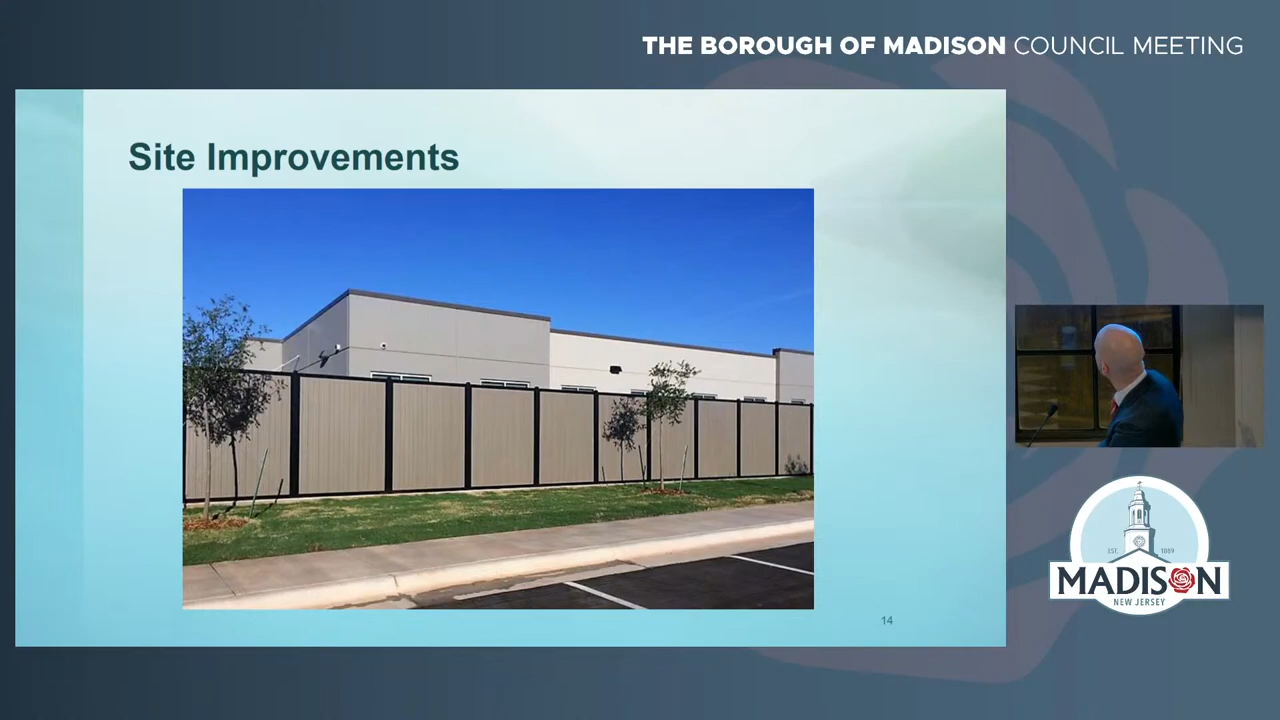 THE BOROUGH OF MADISON COUNCIL MEETING
Site Improvements
14
EST. 1889
MADISON
NEW JERSEY